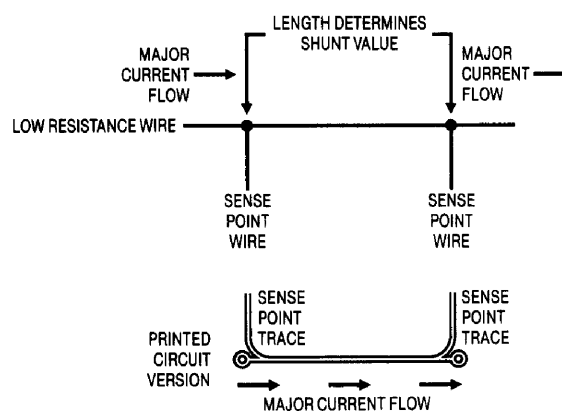 LENGTH DETERMINES
SHUNT VALUE
MAJOR
CURRENT
FLOW
MAJOR
CURRENT
FLOW
LOW RESISTANCE WIRE
SENSE
POINT
WIRE
SENSE
POINT
WIRE
SENSE
POINT
TRACE
SENSE
POINT
TRACE
PRINTED
CIRCUIT
VERSION
MAJOR CURRENT FLOW